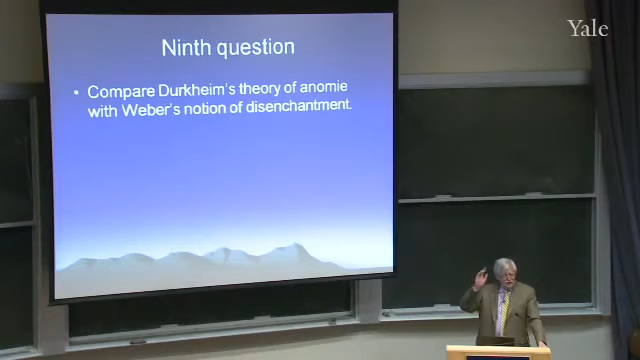 Yale
Ninth question
• Compare Durkheim's theory of anomie
with Weber's notion of disenchantment.